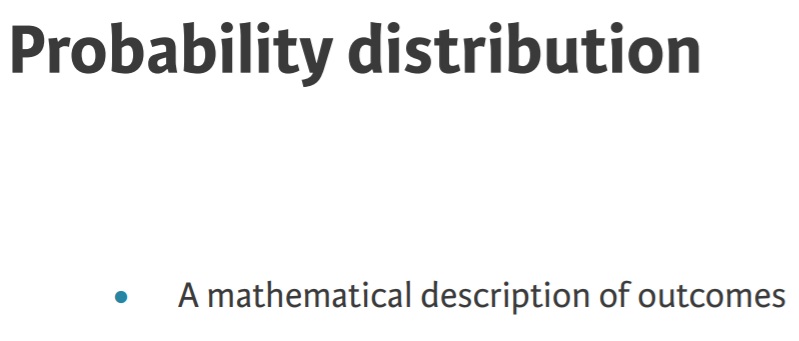 Probability distribution
• A mathematical description of outcomes